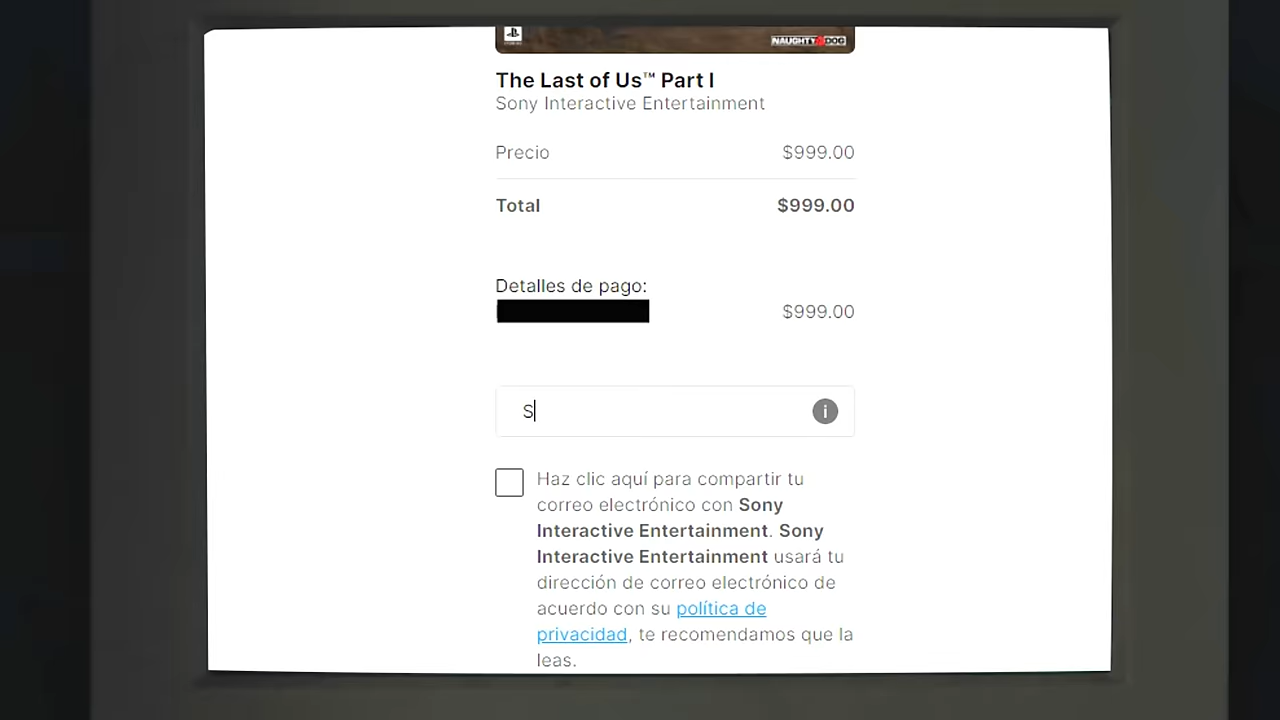 NAUGHTY DOG
The Last of Us™ Part I
Sony Interactive Entertainment
Precio $999.00
Total $999.00
Detalles de pago:
$999.00
S
i
Haz clic aquí para compartir tu
correo electrónico con Sony
Interactive Entertainment. Sony
Interactive Entertainment usará tu
dirección de correo electrónico de
acuerdo con su política de
privacidad, te recomendamos que la
leas.